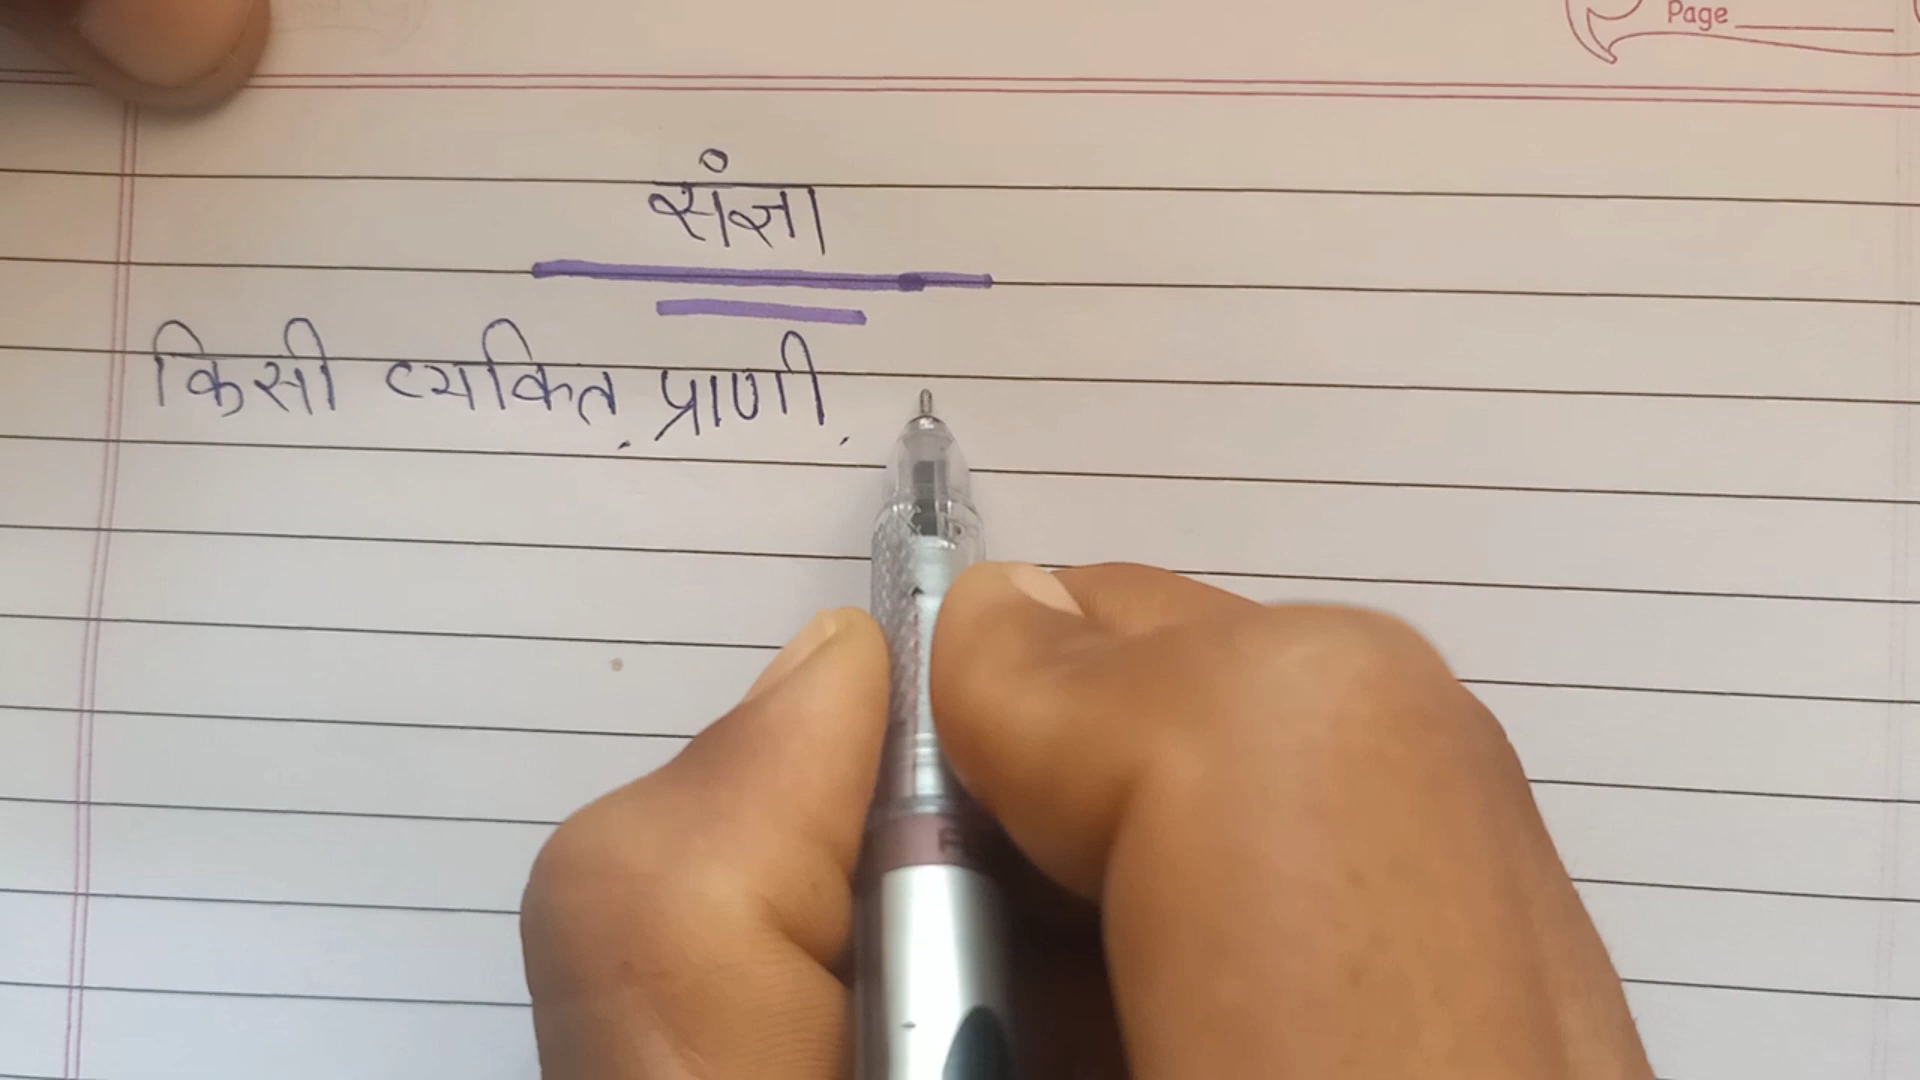 Page
संज्ञा
किसी व्यक्ति, प्राणी,